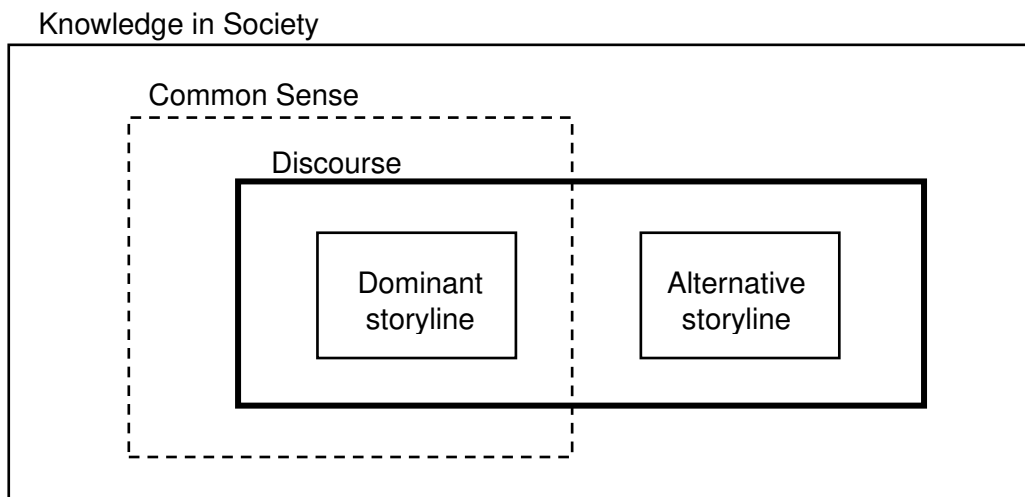 Knowledge in Society
Common Sense
Discourse
Dominant
storyline
Alternative
storyline